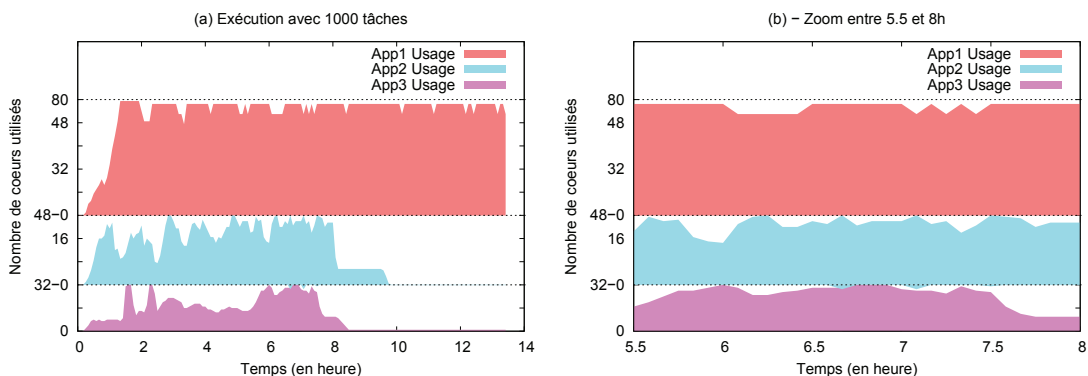 (a) Exécution avec 1000 tâches
App1 Usage
App2 Usage
App3 Usage
Nombre de coeurs utilisés
80
48
32
48−0
16
32−0
0
0 2 4 6 8 10 12 14
Temps (en heure)
(b) − Zoom entre 5.5 et 8h
App1 Usage
App2 Usage
App3 Usage
Nombre de coeurs utilisés
80
48
32
48−0
16
32−0
0
5.5 6 6.5 7 7.5 8
Temps (en heure)